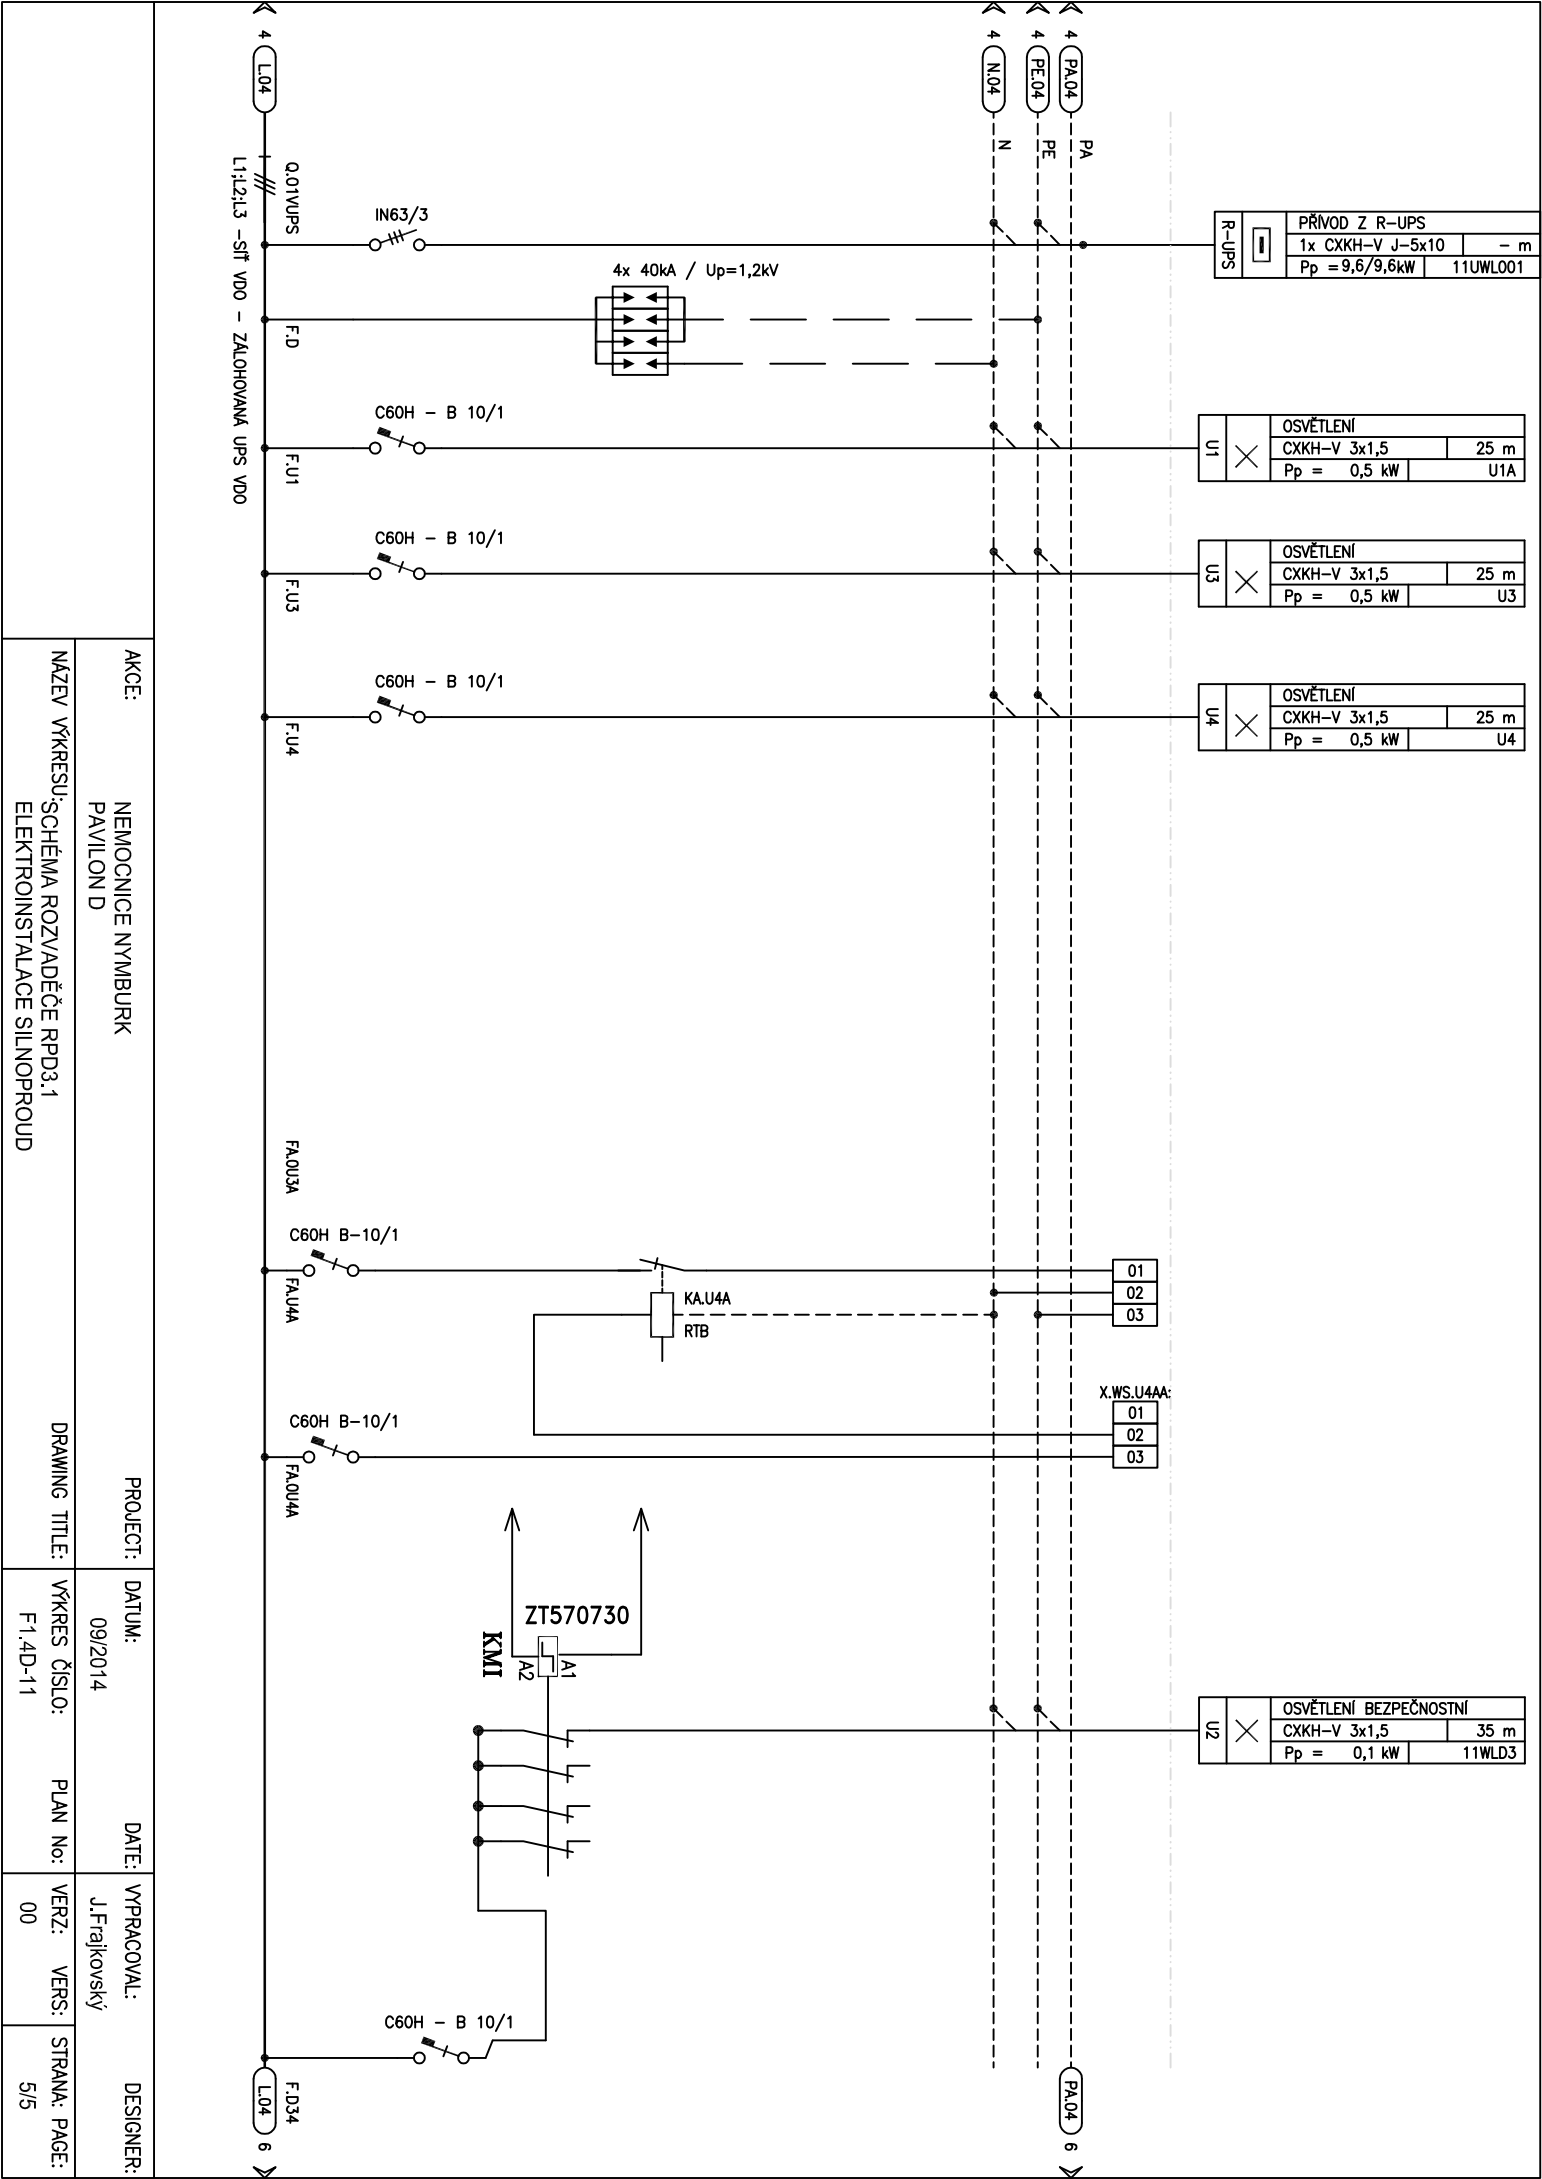 4
L.04
4
N.04
4
PE.04
4
PA.04
N
PE
PA
Q.01VUPS
L1;L2;L3 –SÍŤ VDO – ZÁLOHOVANÁ UPS VDO
IN63/3
R–UPS
PŘÍVOD Z R–UPS
1x CXKH–V J–5x10
– m
Pp =9,6/9,6kW
11UWL001
4x 40kA / Up=1,2kV
F.D
C60H – B 10/1
F.U1
U1
OSVĚTLENÍ
CXKH–V 3x1,5
25 m
Pp = 0,5 kW
U1A
C60H – B 10/1
F.U3
U3
OSVĚTLENÍ
CXKH–V 3x1,5
25 m
Pp = 0,5 kW
U3
C60H – B 10/1
F.U4
U4
OSVĚTLENÍ
CXKH–V 3x1,5
25 m
Pp = 0,5 kW
U4
FA.0U3A
C60H B–10/1
FA.U4A
KA.U4A
RTB
01
02
03
X.WS.U4AA:
01
02
03
C60H B–10/1
FA.0U4A
ZT570730
KMI
A2
A1
U2
OSVĚTLENÍ BEZPEČNOSTNÍ
CXKH–V 3x1,5
35 m
Pp = 0,1 kW
11WLD3
C60H – B 10/1
F.D34
L.04
6
PA.04
6
AKCE:
NEMOCNICE NYMBURK
PAVILON D
PROJECT:
NÁZEV VÝKRESU:
SCHÉMA ROZVADĚČE RPD3.1
ELEKTROINSTALACE SILNOPROUD
DRAWING TITLE:
DATUM:
DATE:
09/2014
VÝKRES ČÍSLO:
PLAN No:
F1.4D-11
VYPRACOVAL:
DESIGNER:
J.Frajkovský
VERZ:
VERS:
00
STRANA:
PAGE:
5/5